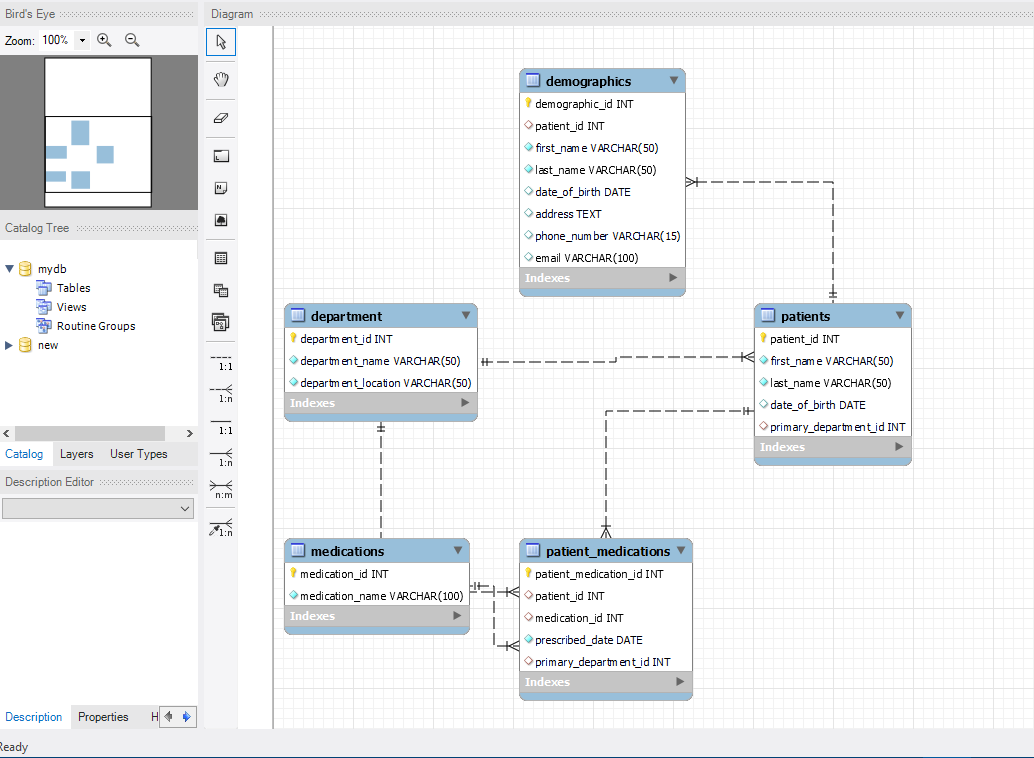 Bird's Eye
Zoom: 100%
Catalog Tree
mydb
Tables
Views
Routine Groups
new
Catalog Layers User Types
Description Editor
Description Properties H
Ready
Diagram
1:1
1:n
1:1
1:n
n:m
1:n
demographics
demographic_id INT
patient_id INT
first_name VARCHAR(50)
last_name VARCHAR(50)
date_of_birth DATE
address TEXT
phone_number VARCHAR(15)
email VARCHAR(100)
Indexes
department
department_id INT
department_name VARCHAR(50)
department_location VARCHAR(50)
Indexes
patients
patient_id INT
first_name VARCHAR(50)
last_name VARCHAR(50)
date_of_birth DATE
primary_department_id INT
Indexes
medications
medication_id INT
medication_name VARCHAR(100)
Indexes
patient_medications
patient_medication_id INT
patient_id INT
medication_id INT
prescribed_date DATE
primary_department_id INT
Indexes